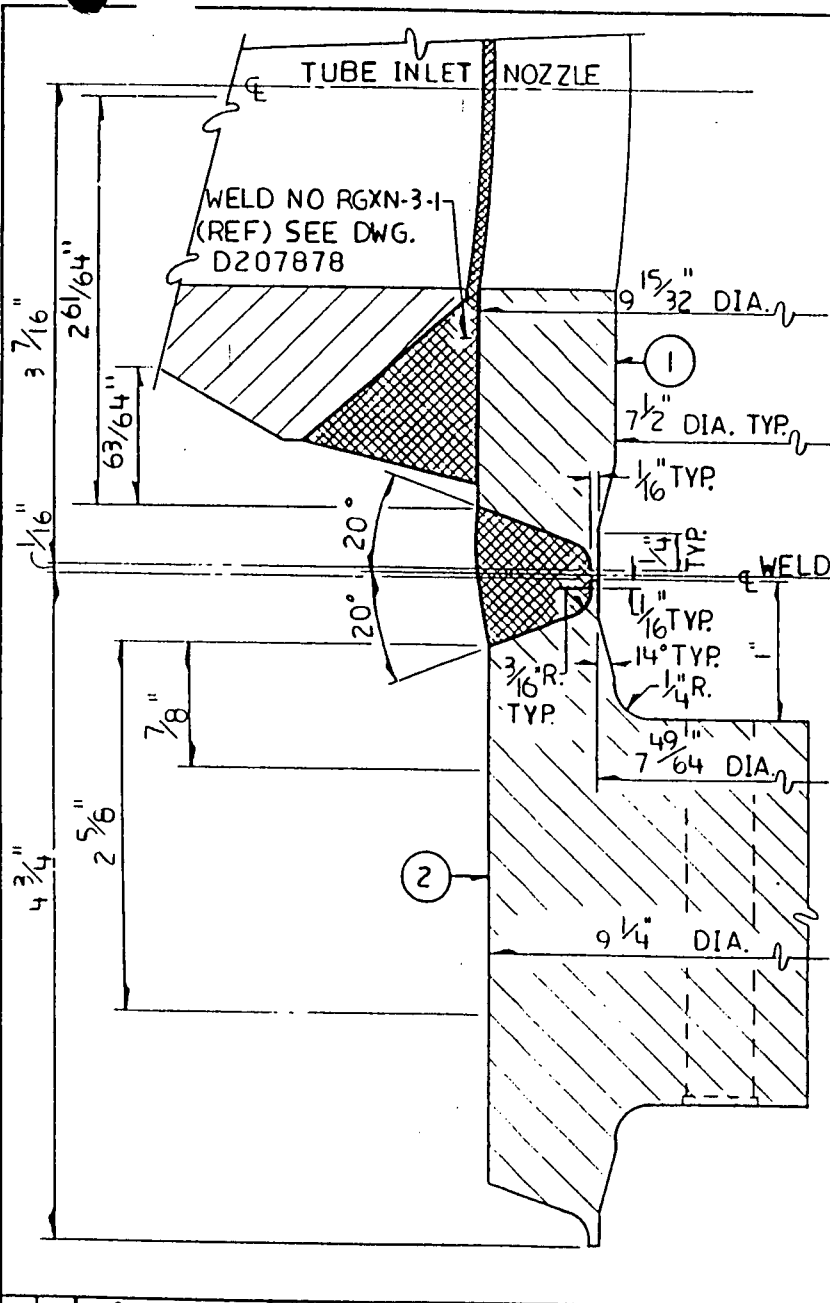 TUBE INLET NOZZLE
℄
WELD NO RGXN-3-1
(REF) SEE DWG.
D207878
2 61/64"
3 7/16"
63/64"
1/16"
9 15/32" DIA.
1
7 1/2" DIA. TYP.
1/16" TYP.
1/4" TYP.
20°
20°
℄ WELD
1/16" TYP.
14° TYP.
3/16" R.
TYP.
1/4" R.
1"
7 49/64" DIA.
7/8"
2 5/8"
4 3/4"
2
9 1/4" DIA.